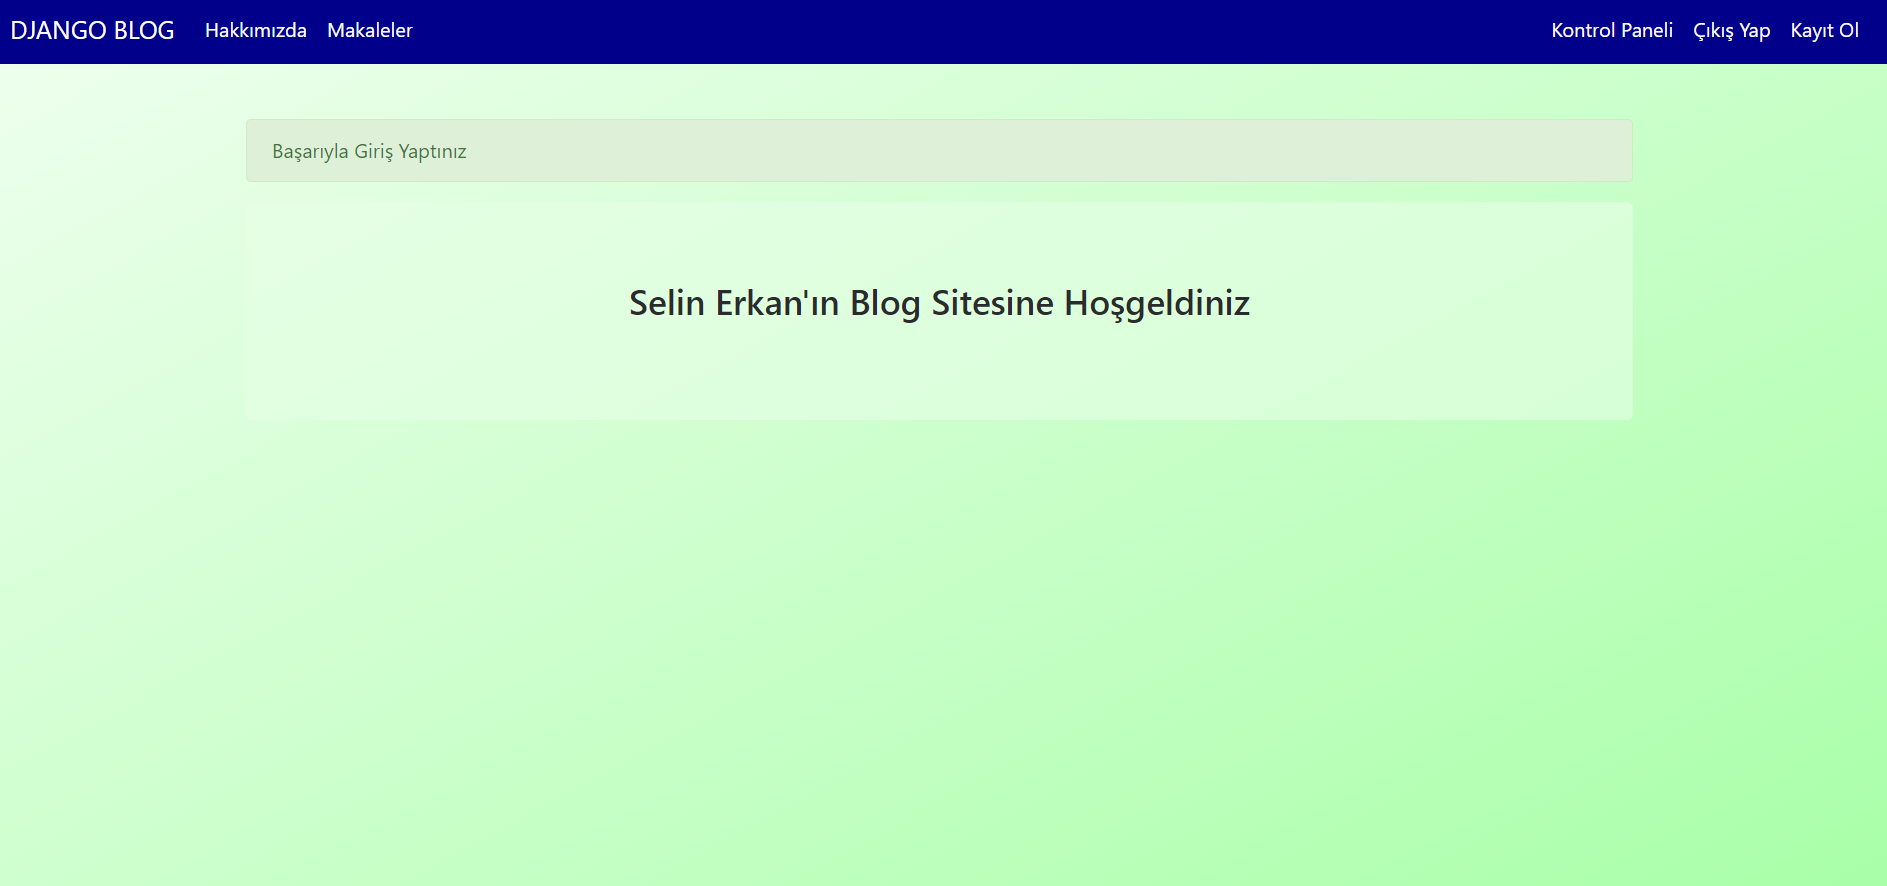 DJANGO BLOG Hakkımızda Makaleler Kontrol Paneli Çıkış Yap Kayıt Ol
Başarıyla Giriş Yaptınız
Selin Erkan'ın Blog Sitesine Hoşgeldiniz